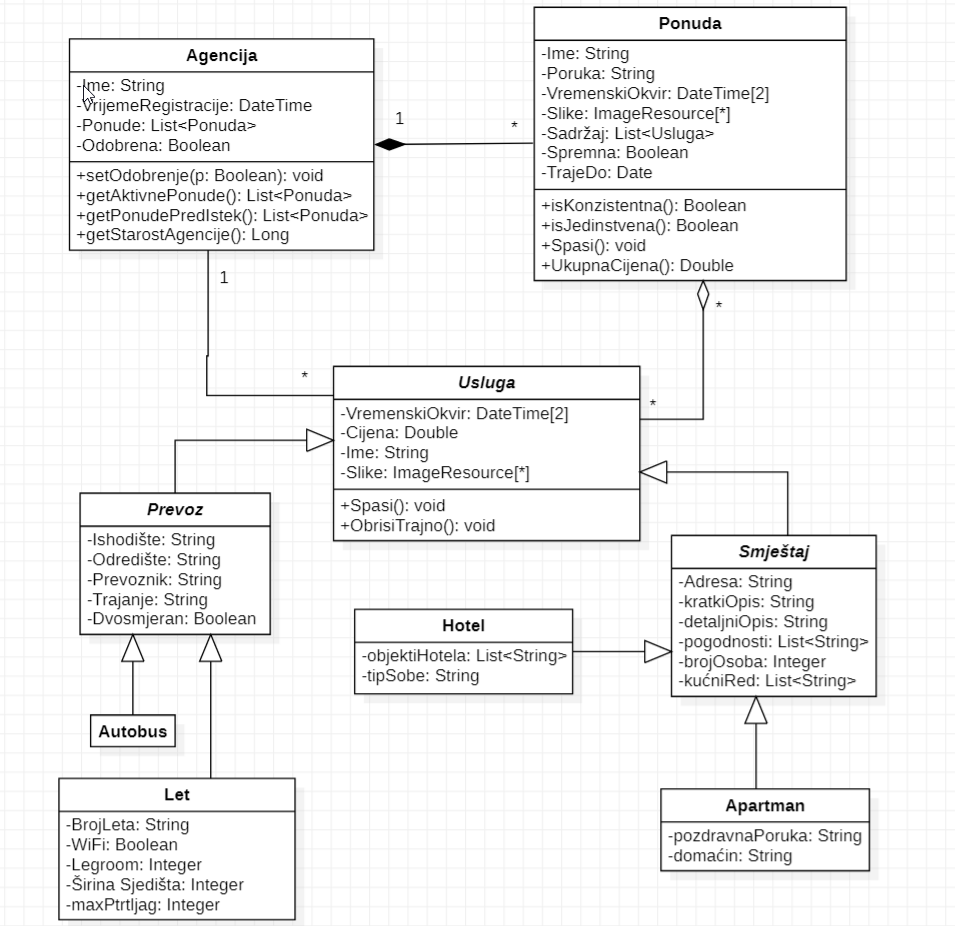 Agencija
-Ime: String
-VrijemeRegistracije: DateTime
-Ponude: List<Ponuda>
-Odobrena: Boolean
+setOdobrenje(p: Boolean): void
+getAktivnePonude(): List<Ponuda>
+getPonudePredIstek(): List<Ponuda>
+getStarostAgencije(): Long
1
*
Ponuda
-Ime: String
-Poruka: String
-VremenskiOkvir: DateTime[2]
-Slike: ImageResource[*]
-Sadržaj: List<Usluga>
-Spremna: Boolean
-TrajeDo: Date
+isKonzistentna(): Boolean
+isJedinstvena(): Boolean
+Spasi(): void
+UkupnaCijena(): Double
1
*
*
*
Usluga
-VremenskiOkvir: DateTime[2]
-Cijena: Double
-Ime: String
-Slike: ImageResource[*]
+Spasi(): void
+ObrisiTrajno(): void
Prevoz
-Ishodište: String
-Odredište: String
-Prevoznik: String
-Trajanje: String
-Dvosmjeran: Boolean
Smještaj
-Adresa: String
-kratkiOpis: String
-detaljniOpis: String
-pogodnosti: List<String>
-brojOsoba: Integer
-kućniRed: List<String>
Hotel
-objektiHotela: List<String>
-tipSobe: String
Autobus
Let
-BrojLeta: String
-WiFi: Boolean
-Legroom: Integer
-Širina Sjedišta: Integer
-maxPtrtljag: Integer
Apartman
-pozdravnaPoruka: String
-domaćin: String